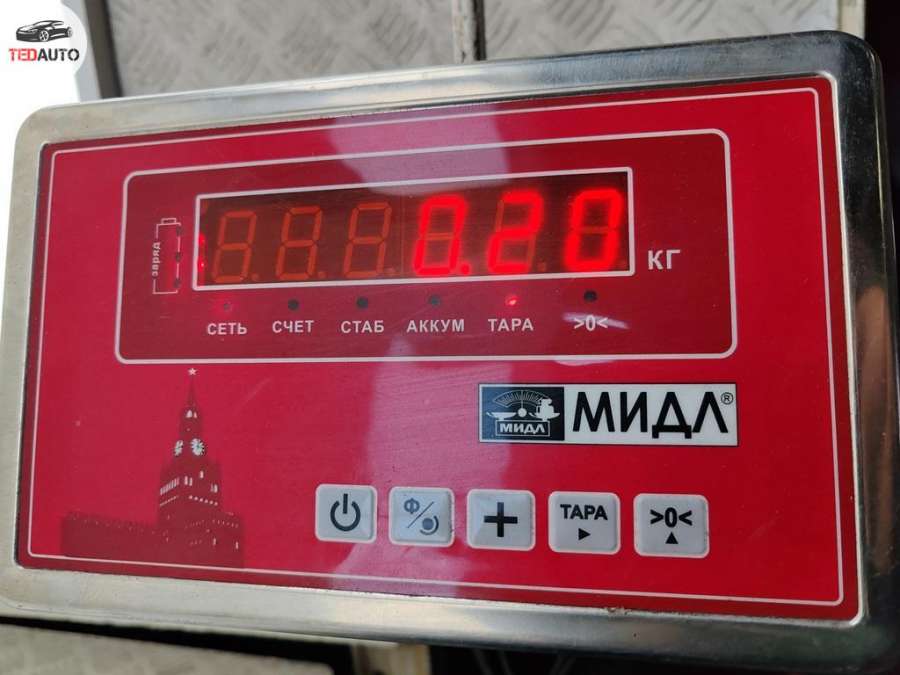 TEDAUTO
заряд
0.20
КГ
СЕТЬ СЧЕТ СТАБ АККУМ ТАРА >0<
МИДЛ
МИДЛ®
Ф
ТАРА >0<